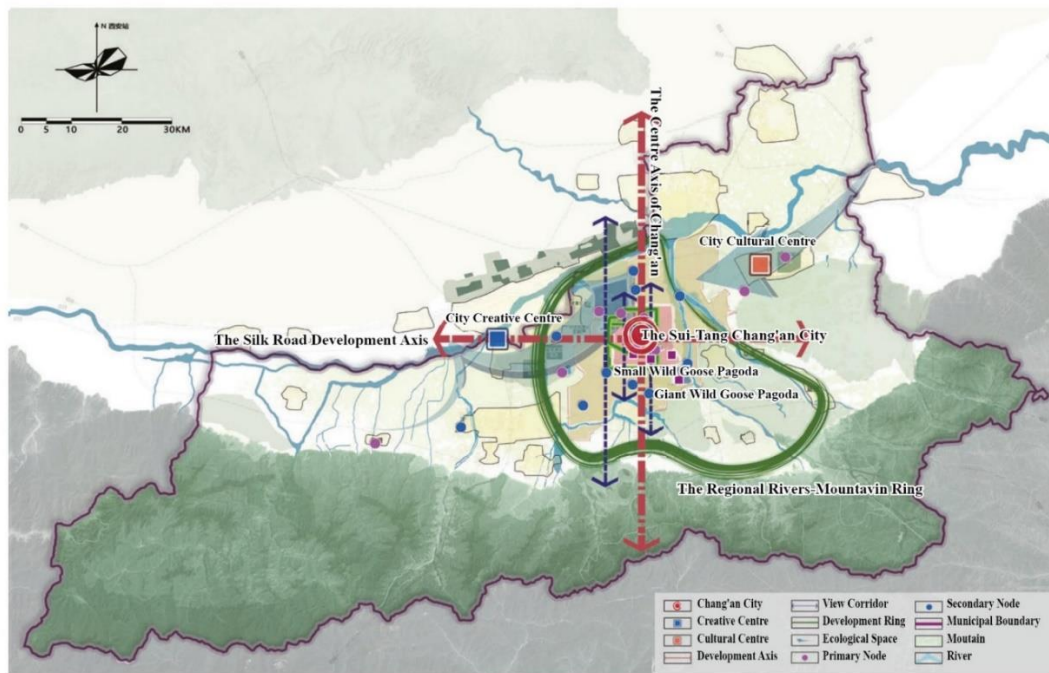 N 西安站
0 5 10 20 30KM
The Centre Axis of Chang'an
City Cultural Centre
City Creative Centre
The Silk Road Development Axis
The Sui-Tang Chang'an City
Small Wild Goose Pagoda
Giant Wild Goose Pagoda
The Regional Rivers-Mountavin Ring
Chang'an City
View Corridor
Secondary Node
Creative Centre
Development Ring
Municipal Boundary
Cultural Centre
Ecological Space
Moutain
Development Axis
Primary Node
River